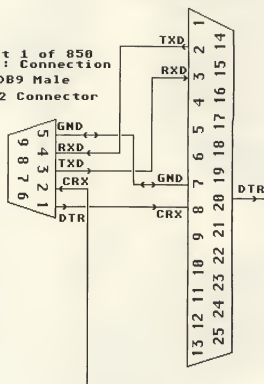 t 1 of 850
: Connection
DB9 Male
2 Connector
TXD
RXD
GND
RXD
TXD
CRX
DTR
GND
CRX
DTR
5 4 3 2 1
9 8 7 6
1 2 3 4 5 6 7 8 9 10 11 12 13
14 15 16 17 18 19 20 21 22 23 24 25